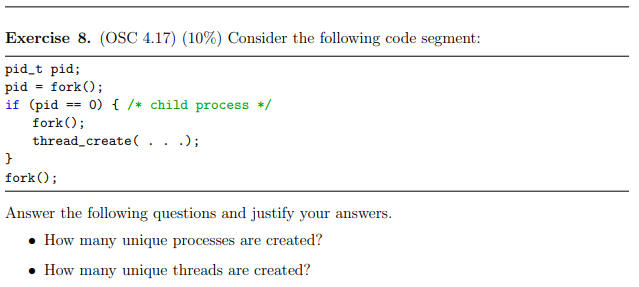 Exercise 8. (OSC 4.17) (10%) Consider the following code segment:
pid_t pid;
pid = fork();
if (pid == 0) { /* child process */
    fork();
    thread_create( . . .);
}
fork();
Answer the following questions and justify your answers.
• How many unique processes are created?
• How many unique threads are created?